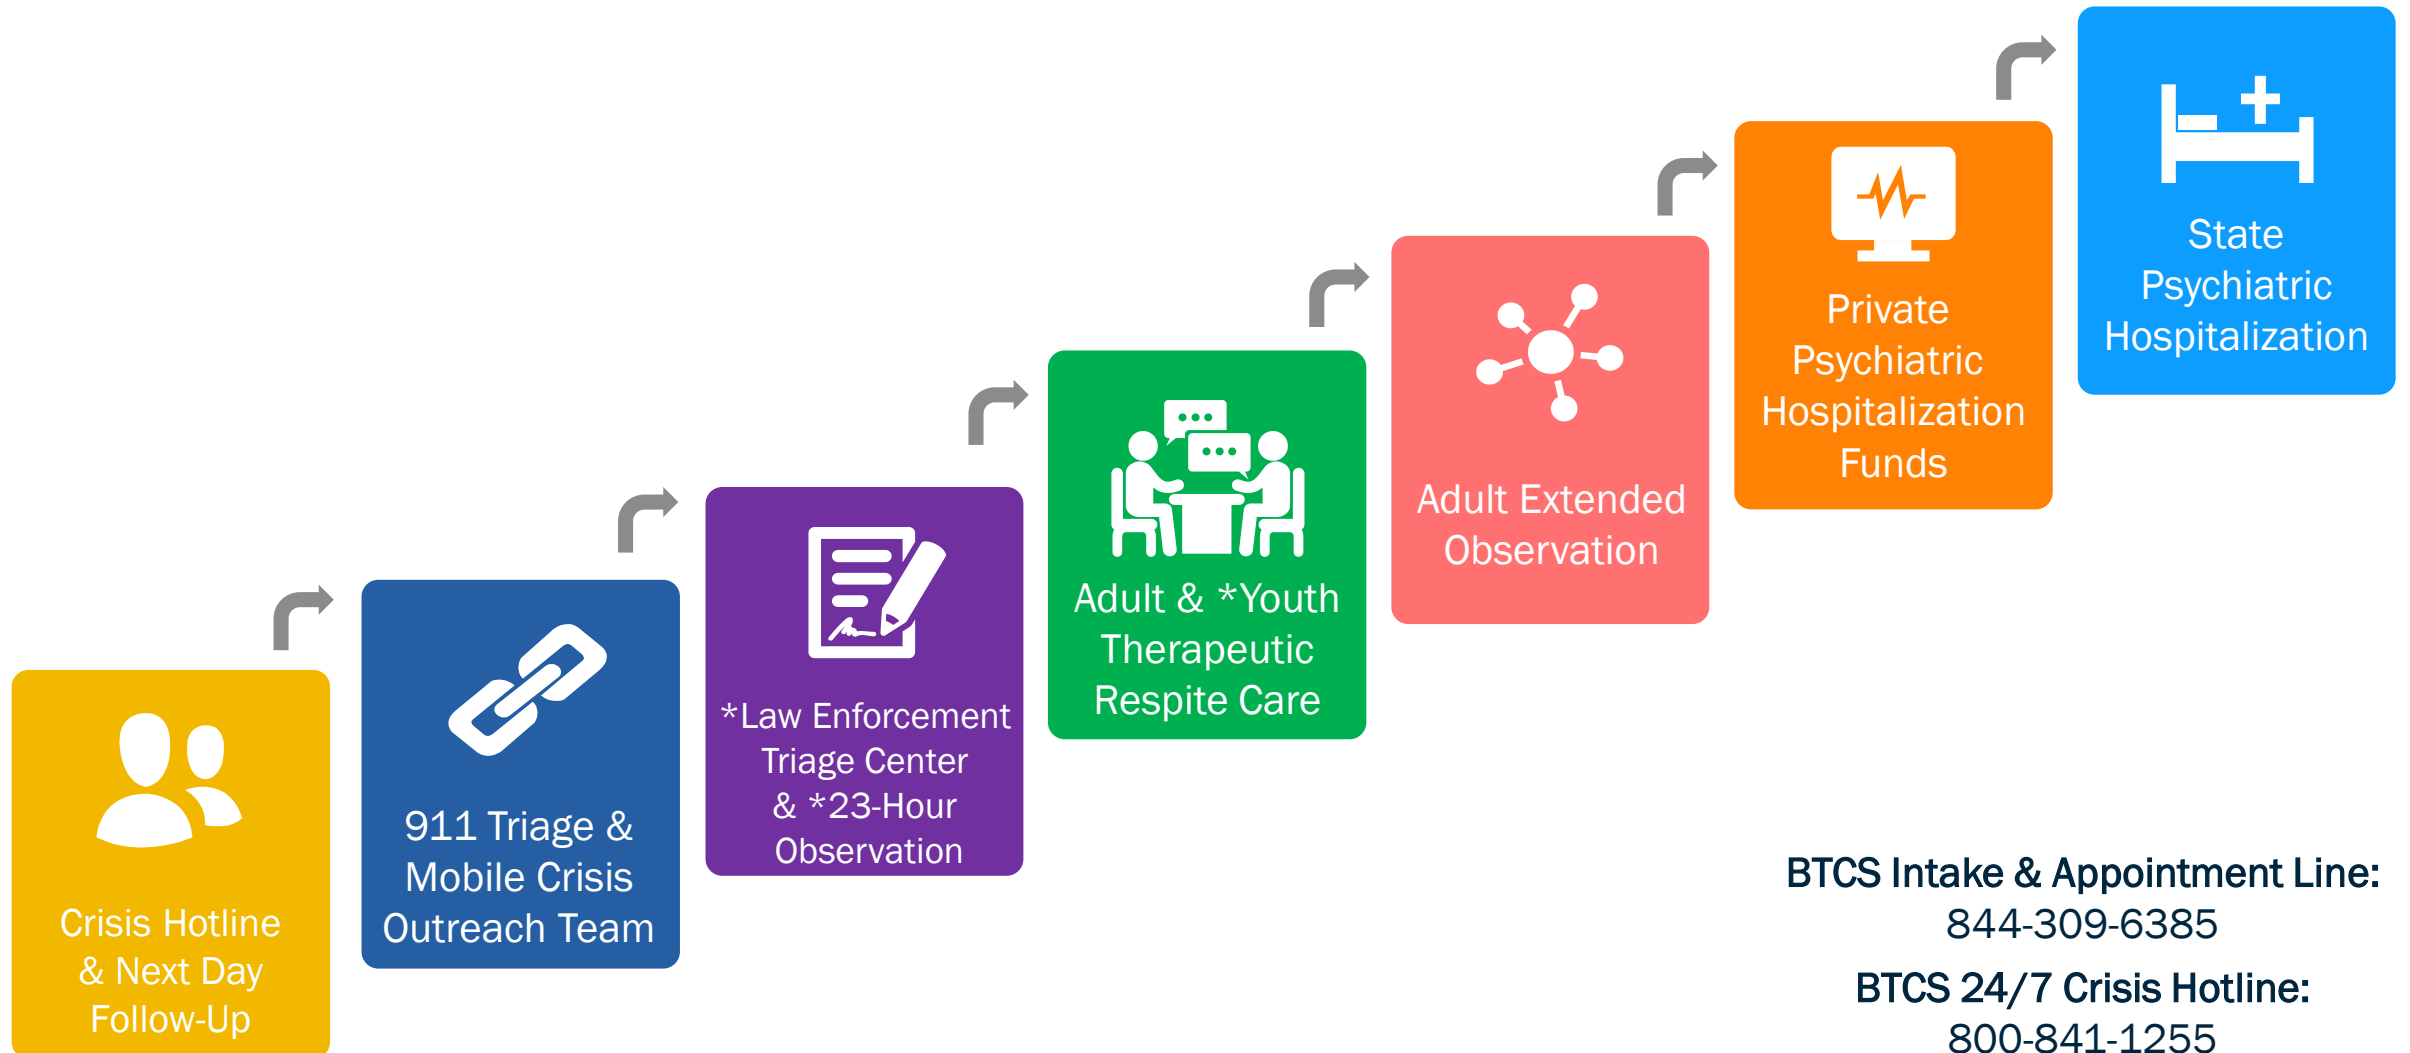 Crisis Hotline
& Next Day
Follow-Up
911 Triage &
Mobile Crisis
Outreach Team
*Law Enforcement
Triage Center
& *23-Hour
Observation
Adult & *Youth
Therapeutic
Respite Care
Adult Extended
Observation
Private
Psychiatric
Hospitalization
Funds
State
Psychiatric
Hospitalization
BTCS Intake & Appointment Line:
844-309-6385
BTCS 24/7 Crisis Hotline:
800-841-1255